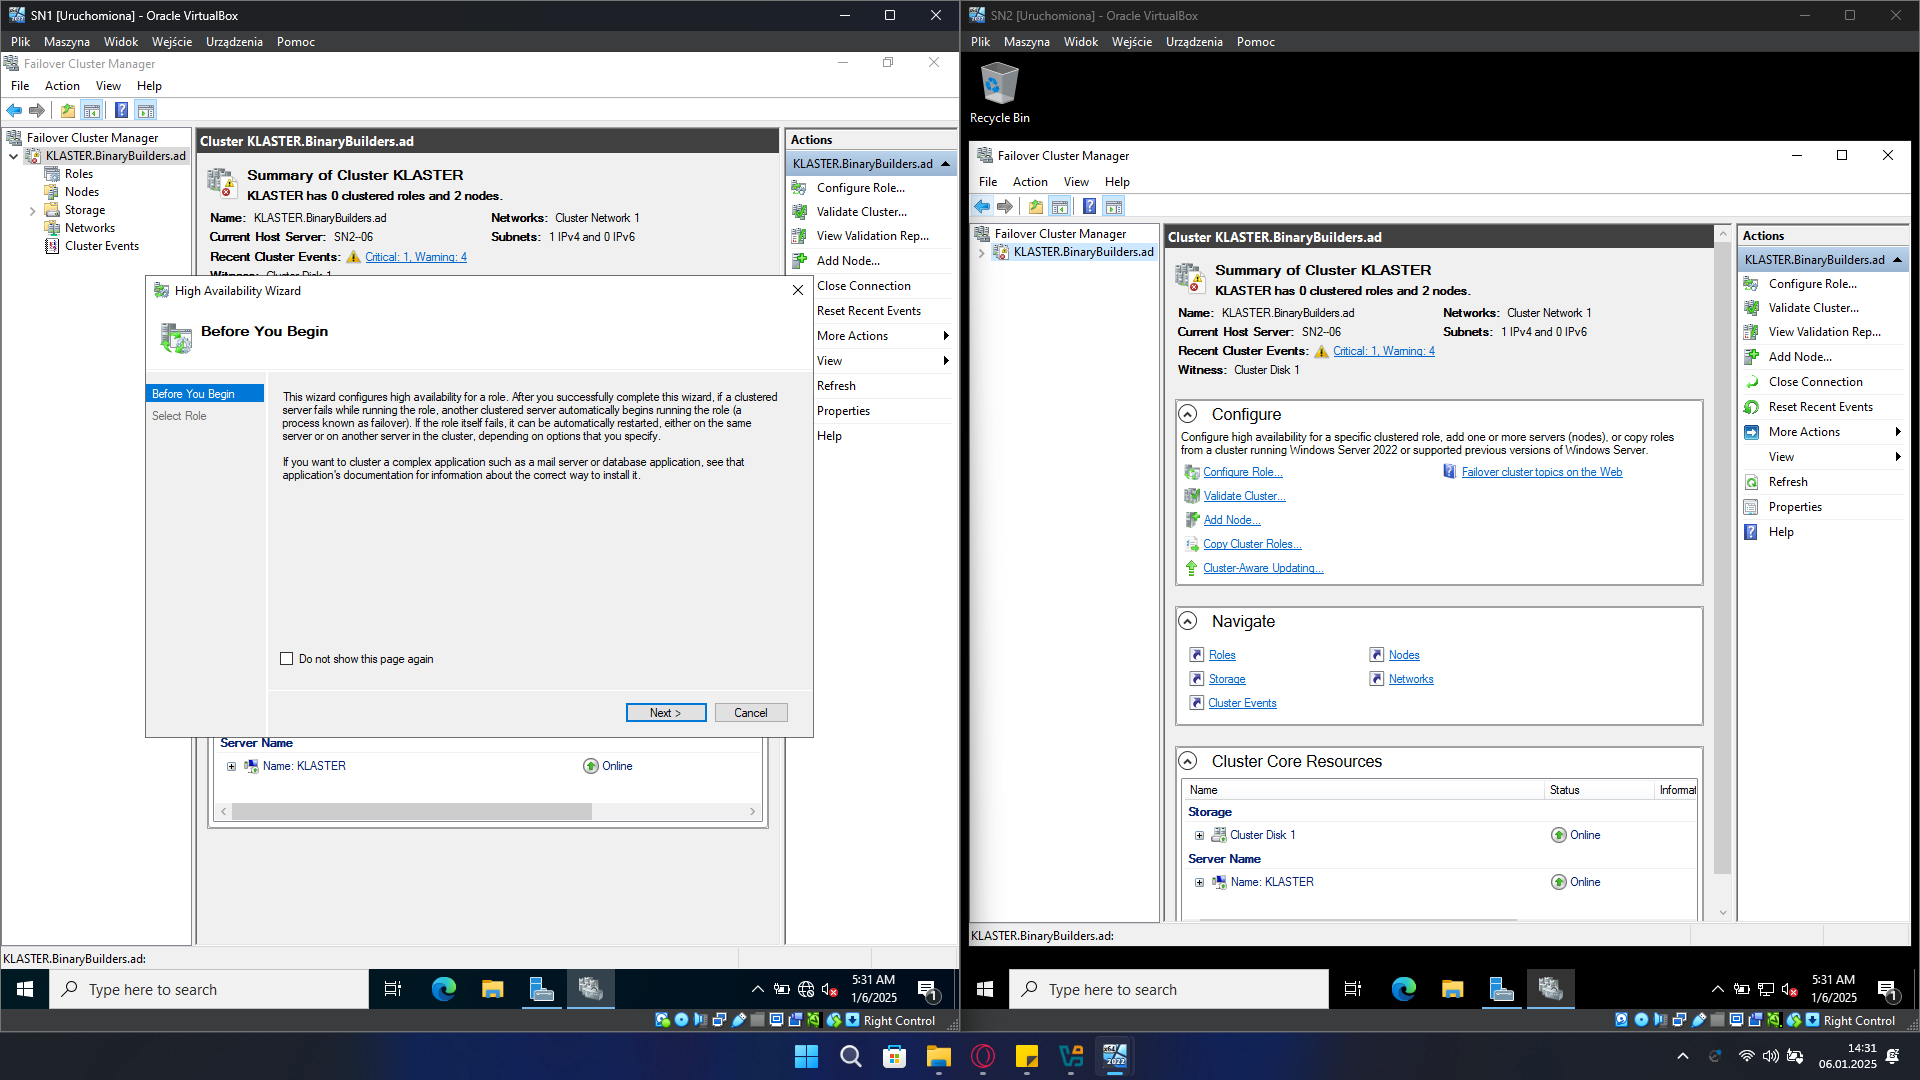 SN1 [Uruchomiona] - Oracle VirtualBox
Plik Maszyna Widok Wejście Urządzenia Pomoc
Failover Cluster Manager
File Action View Help
Failover Cluster Manager
KLASTER.BinaryBuilders.ad
Roles
Nodes
Storage
Networks
Cluster Events
Cluster KLASTER.BinaryBuilders.ad
Summary of Cluster KLASTER
KLASTER has 0 clustered roles and 2 nodes.
Name: KLASTER.BinaryBuilders.ad Networks: Cluster Network 1
Current Host Server: SN2--06 Subnets: 1 IPv4 and 0 IPv6
Recent Cluster Events: Critical: 1, Warning: 4
Witness: Cluster Disk 1
Actions
KLASTER.BinaryBuilders.ad
Configure Role...
Validate Cluster...
View Validation Rep...
Add Node...
Close Connection
Reset Recent Events
More Actions
View
Refresh
Properties
Help
High Availability Wizard
Before You Begin
Before You Begin
Select Role
This wizard configures high availability for a role. After you successfully complete this wizard, if a clustered
server fails while running the role, another clustered server automatically begins running the role (a
process known as failover). If the role itself fails, it can be automatically restarted, either on the same
server or on another server in the cluster, depending on options that you specify.
If you want to cluster a complex application such as a mail server or database application, see that
application's documentation for information about the correct way to install it.
Do not show this page again
Next > Cancel
Server Name
Name: KLASTER Online
KLASTER.BinaryBuilders.ad:
Type here to search
5:31 AM
1/6/2025
1
Right Control
SN2 [Uruchomiona] - Oracle VirtualBox
Plik Maszyna Widok Wejście Urządzenia Pomoc
Recycle Bin
Failover Cluster Manager
File Action View Help
Failover Cluster Manager
KLASTER.BinaryBuilders.ad
Cluster KLASTER.BinaryBuilders.ad
Summary of Cluster KLASTER
KLASTER has 0 clustered roles and 2 nodes.
Name: KLASTER.BinaryBuilders.ad Networks: Cluster Network 1
Current Host Server: SN2--06 Subnets: 1 IPv4 and 0 IPv6
Recent Cluster Events: Critical: 1, Warning: 4
Witness: Cluster Disk 1
Configure
Configure high availability for a specific clustered role, add one or more servers (nodes), or copy roles
from a cluster running Windows Server 2022 or supported previous versions of Windows Server.
Configure Role... Failover cluster topics on the Web
Validate Cluster...
Add Node...
Copy Cluster Roles...
Cluster-Aware Updating...
Navigate
Roles Nodes
Storage Networks
Cluster Events
Cluster Core Resources
Name Status Informat
Storage
Cluster Disk 1 Online
Server Name
Name: KLASTER Online
Actions
KLASTER.BinaryBuilders.ad
Configure Role...
Validate Cluster...
View Validation Rep...
Add Node...
Close Connection
Reset Recent Events
More Actions
View
Refresh
Properties
Help
KLASTER.BinaryBuilders.ad:
Type here to search
5:31 AM
1/6/2025
1
Right Control
14:31
06.01.2025